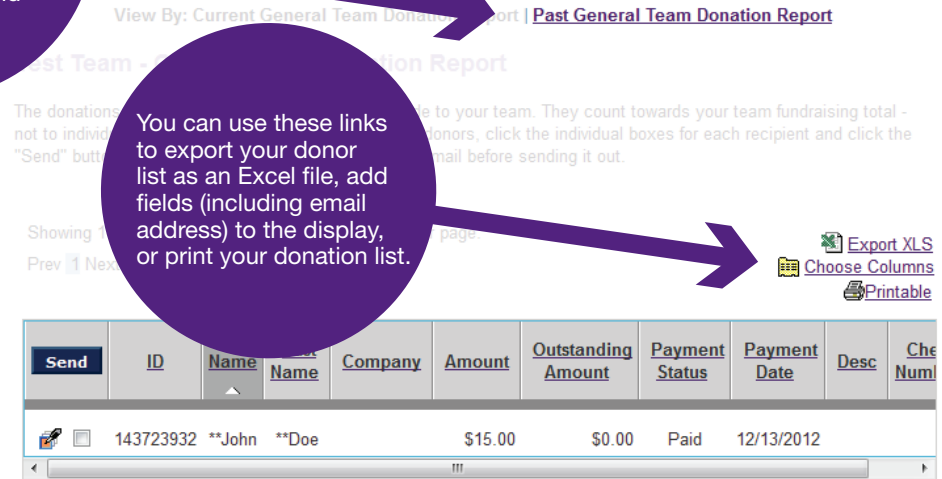 View By: Current General Team Donation Report | Past General Team Donation Report
Team - Report
The donations to your team. They count towards your team fundraising total -
not to donors, click the individual boxes for each recipient and click the
"Send" before sending it out.
You can use these links
to export your donor
list as an Excel file, add
fields (including email
address) to the display,
or print your donation list.
Showing page.
Prev 1
Export XLS
Choose Columns
Printable
Send ID Name Name Company Amount Outstanding Amount Payment Status Payment Date Desc
143723932 **John **Doe $15.00 $0.00 Paid 12/13/2012